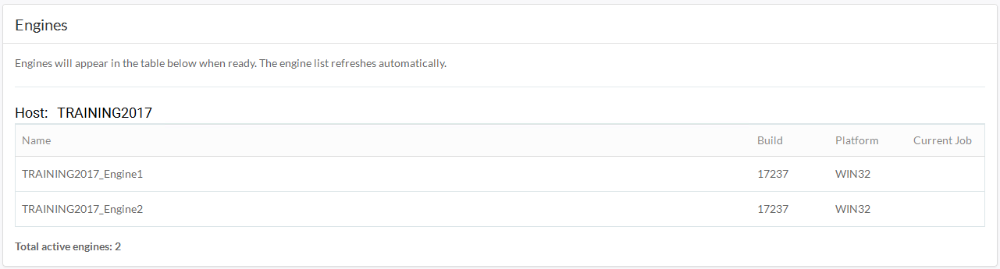 Engines
Engines will appear in the table below when ready. The engine list refreshes automatically.
Host: TRAINING2017
Name Build Platform Current Job
TRAINING2017_Engine1 17237 WIN32
TRAINING2017_Engine2 17237 WIN32
Total active engines: 2